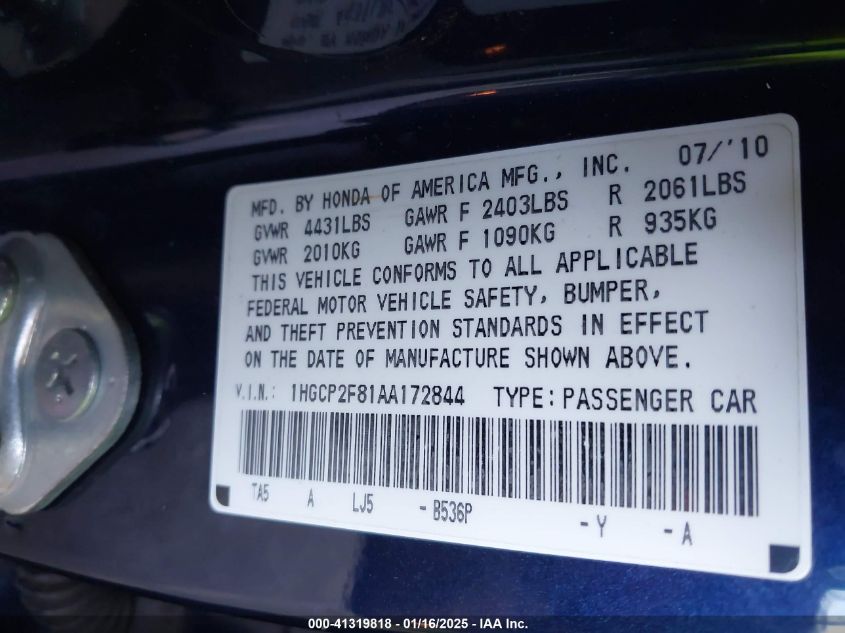 MFD. BY HONDA OF AMERICA MFG., INC. 07/'10
GVWR 4431LBS GAWR F 2403LBS R 2061LBS
GVWR 2010KG GAWR F 1090KG R 935KG
THIS VEHICLE CONFORMS TO ALL APPLICABLE
FEDERAL MOTOR VEHICLE SAFETY, BUMPER,
AND THEFT PREVENTION STANDARDS IN EFFECT
ON THE DATE OF MANUFACTURE SHOWN ABOVE.
V.I.N.: 1HGCP2F81AA172844 TYPE: PASSENGER CAR
TA5 A LJ5 - B536P - Y - A
000-41319818 - 01/16/2025 - IAA Inc.